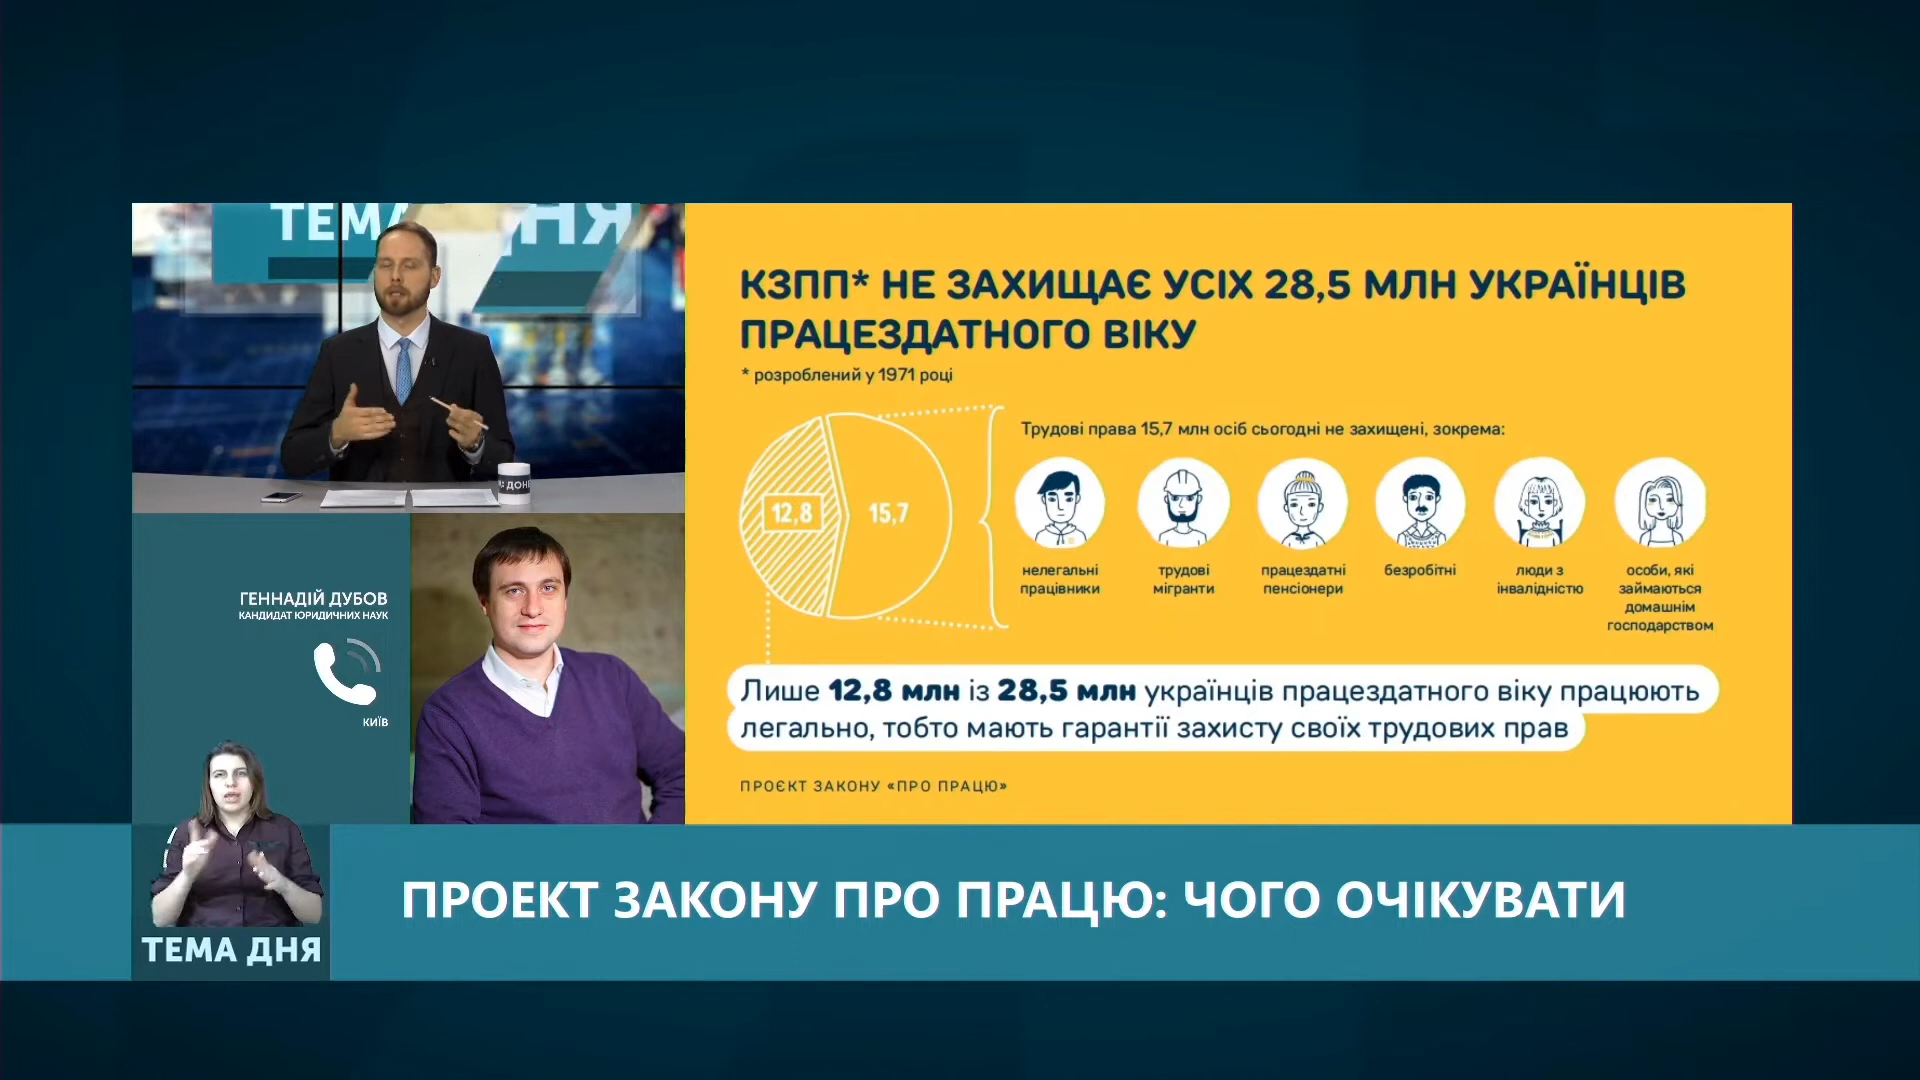 КЗПП* НЕ ЗАХИЩАЄ УСІХ 28,5 МЛН УКРАЇНЦІВ
ПРАЦЕЗДАТНОГО ВІКУ
* розроблений у 1971 році
Трудові права 15,7 млн осіб сьогодні не захищені, зокрема:
12,8
15,7
нелегальні
працівники
трудові
мігранти
працездатні
пенсіонери
безробітні
люди з
інвалідністю
особи, які
займаються
домашнім
господарством
Лише 12,8 млн із 28,5 млн українців працездатного віку працюють
легально, тобто мають гарантії захисту своїх трудових прав
ПРОЄКТ ЗАКОНУ «ПРО ПРАЦЮ»
ГЕННАДІЙ ДУБОВ
КАНДИДАТ ЮРИДИЧНИХ НАУК
КИЇВ
ТЕМА ДНЯ
ПРОЕКТ ЗАКОНУ ПРО ПРАЦЮ: ЧОГО ОЧІКУВАТИ